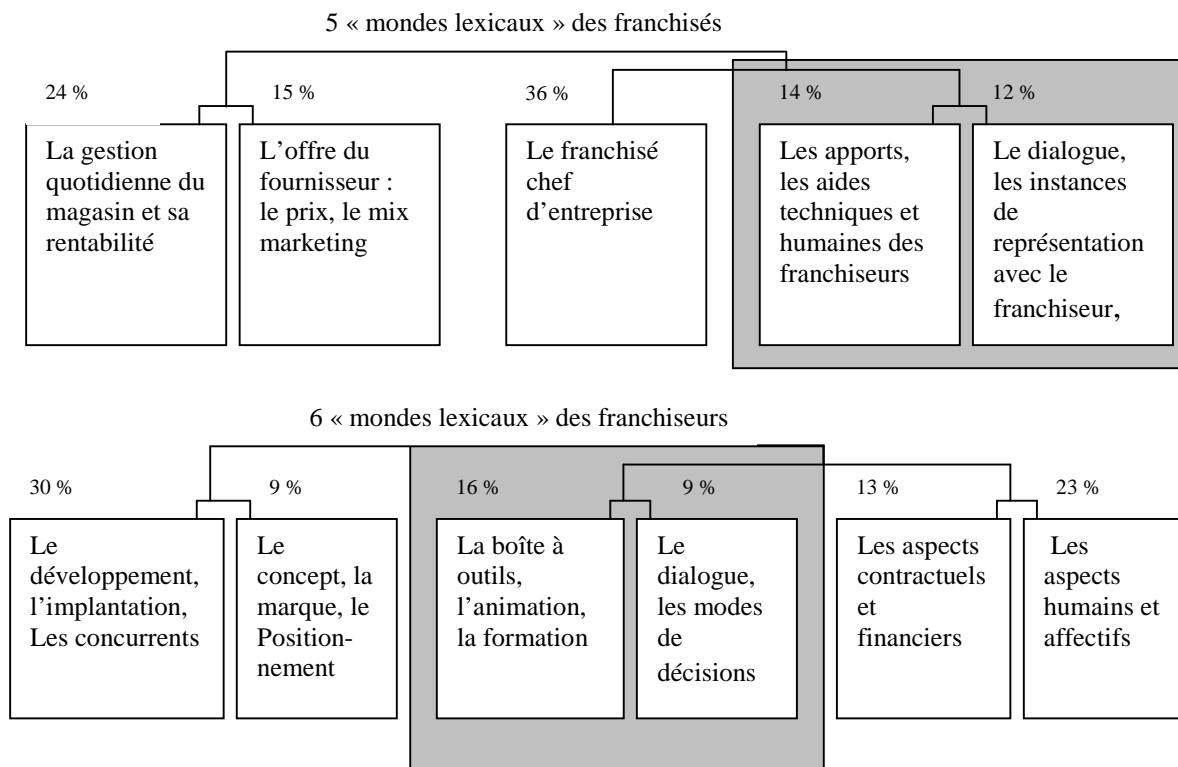 5 « mondes lexicaux » des franchisés
24 %
15 %
36 %
14 %
12 %
La gestion
quotidienne du
magasin et sa
rentabilité
L’offre du
fournisseur :
le prix, le mix
marketing
Le franchisé
chef
d’entreprise
Les apports,
les aides
techniques et
humaines des
franchiseurs
Le dialogue,
les instances
de
représentation
avec le
franchiseur,
6 « mondes lexicaux » des franchiseurs
30 %
9 %
16 %
9 %
13 %
23 %
Le
développement,
l’implantation,
Les concurrents
Le
concept, la
marque, le
Position-
nement
La boîte à
outils,
l’animation,
la formation
Le
dialogue,
les modes
de
décisions
Les aspects
contractuels
et
financiers
Les
aspects
humains et
affectifs